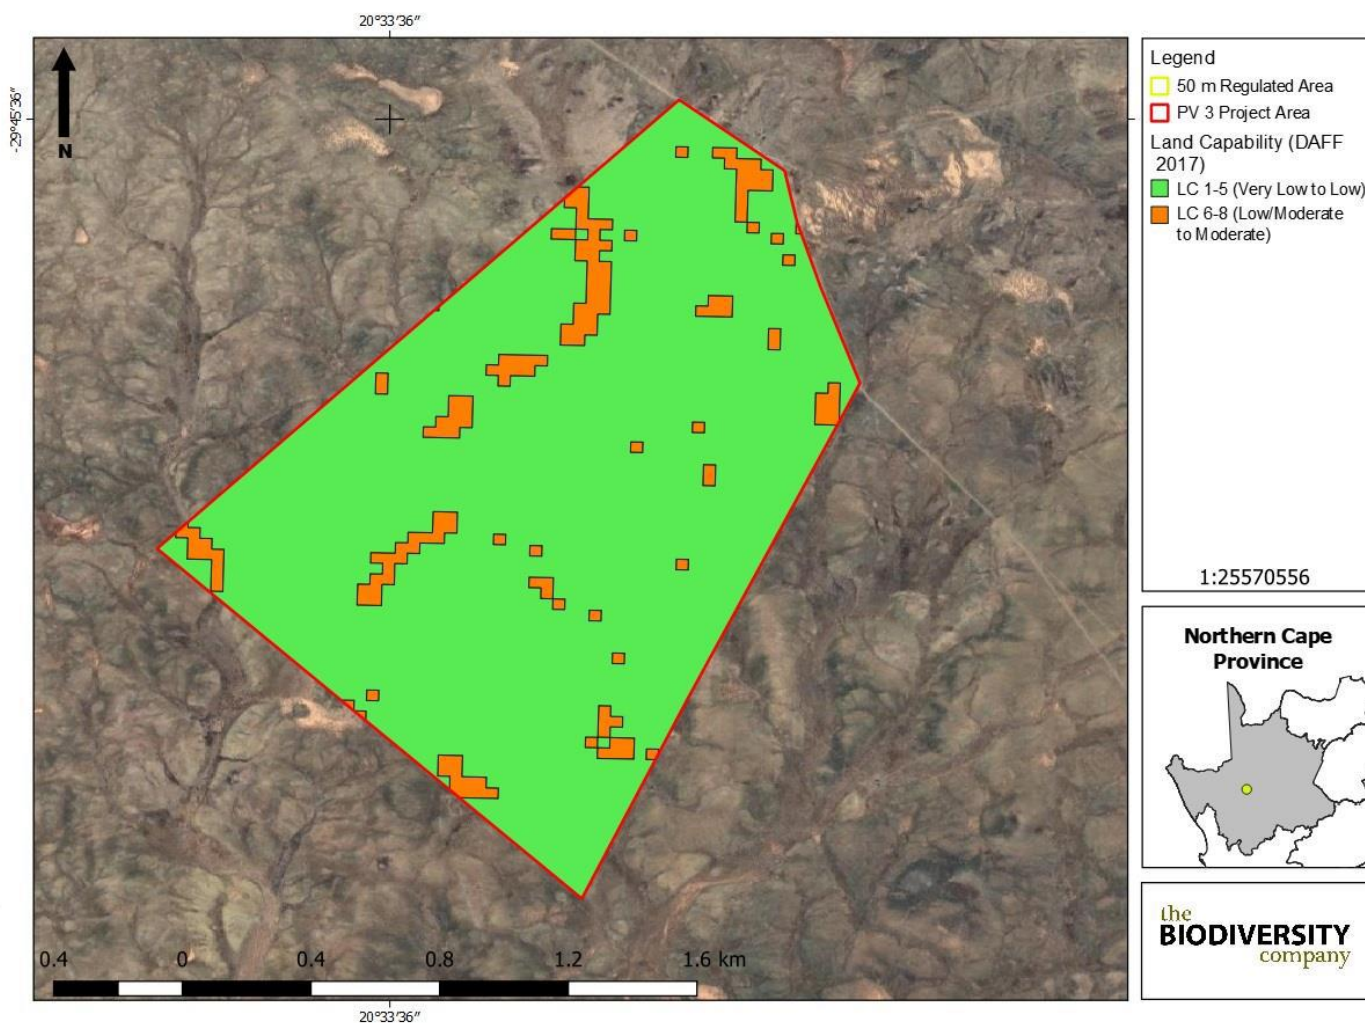 20°33'36"
-29°45'36"
N
Legend
50 m Regulated Area
PV 3 Project Area
Land Capability (DAFF
2017)
LC 1-5 (Very Low to Low)
LC 6-8 (Low/Moderate
to Moderate)
1:25570556
Northern Cape
Province
the
BIODIVERSITY
company
0.4 0 0.4 0.8 1.2 1.6 km
20°33'36"